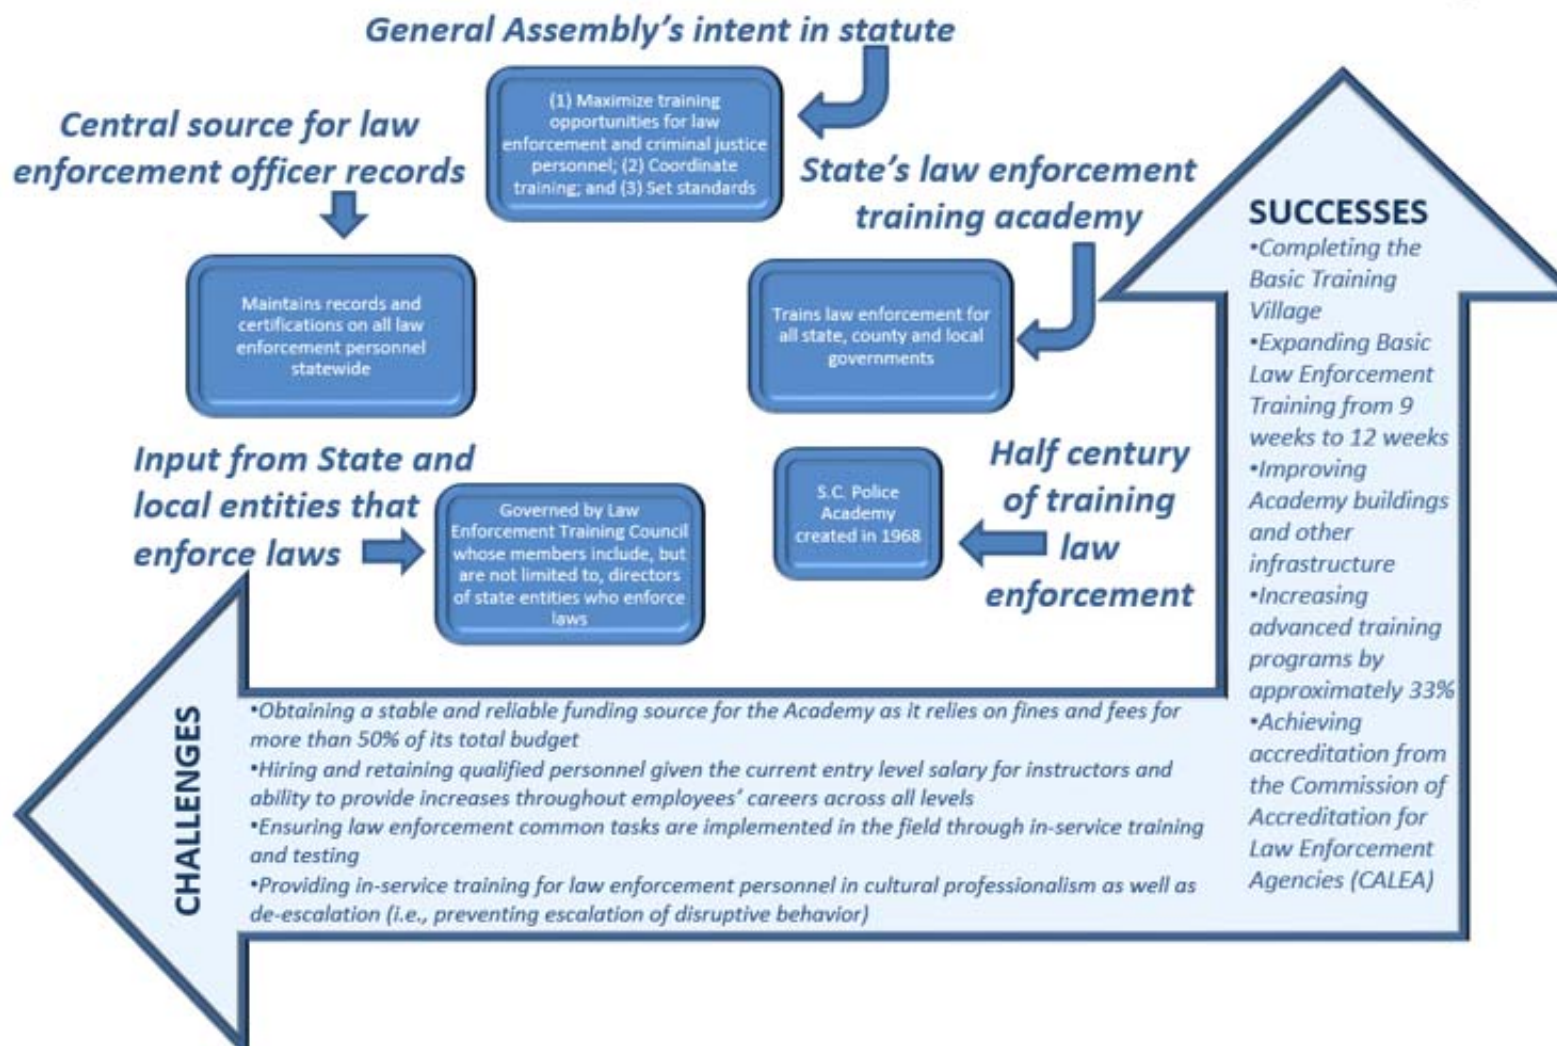 General Assembly's intent in statute
(1) Maximize training
opportunities for law
enforcement and criminal justice
personnel; (2) Coordinate
training; and (3) Set standards
Central source for law
enforcement officer records
Maintains records and
certifications on all law
enforcement personnel
statewide
State's law enforcement
training academy
Trains law enforcement for
all state, county and local
governments
Input from State and
local entities that
enforce laws
Governed by Law
Enforcement Training Council
whose members include, but
are not limited to, directors
of state entities who enforce
laws
S.C. Police
Academy
created in 1968
Half century
of training
law
enforcement
SUCCESSES
•Completing the
Basic Training
Village
•Expanding Basic
Law Enforcement
Training from 9
weeks to 12 weeks
•Improving
Academy buildings
and other
infrastructure
•Increasing
advanced training
programs by
approximately 33%
•Achieving
accreditation from
the Commission of
Accreditation for
Law Enforcement
Agencies (CALEA)
CHALLENGES
•Obtaining a stable and reliable funding source for the Academy as it relies on fines and fees for
more than 50% of its total budget
•Hiring and retaining qualified personnel given the current entry level salary for instructors and
ability to provide increases throughout employees' careers across all levels
•Ensuring law enforcement common tasks are implemented in the field through in-service training
and testing
•Providing in-service training for law enforcement personnel in cultural professionalism as well as
de-escalation (i.e., preventing escalation of disruptive behavior)